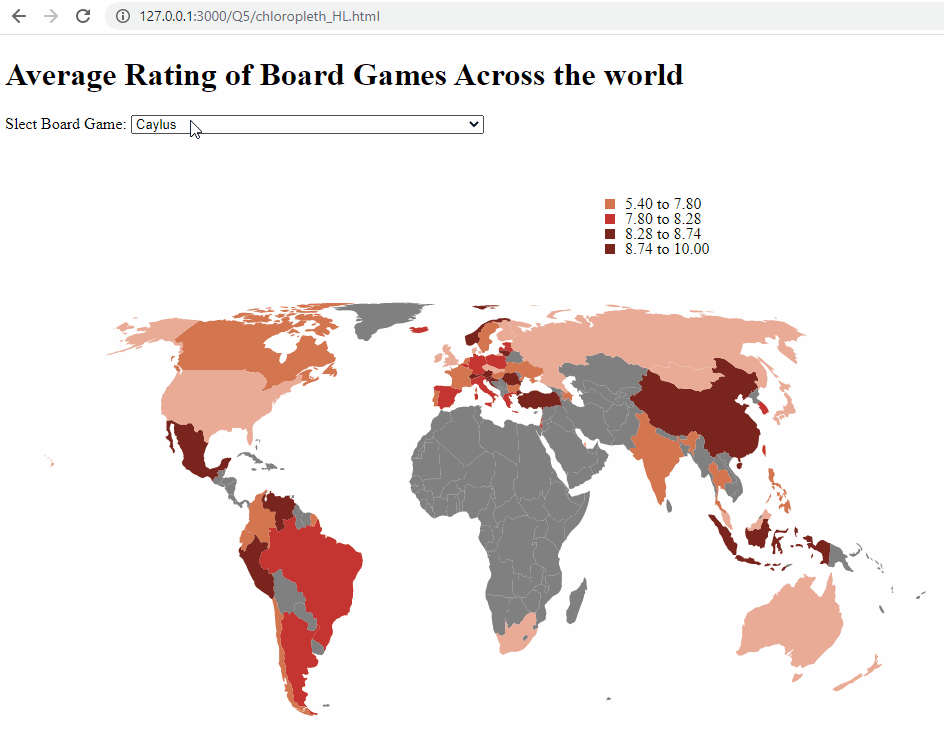 127.0.0.1:3000/Q5/chloropleth_HL.html
Average Rating of Board Games Across the world
Slect Board Game: Caylus
5.40 to 7.80
7.80 to 8.28
8.28 to 8.74
8.74 to 10.00